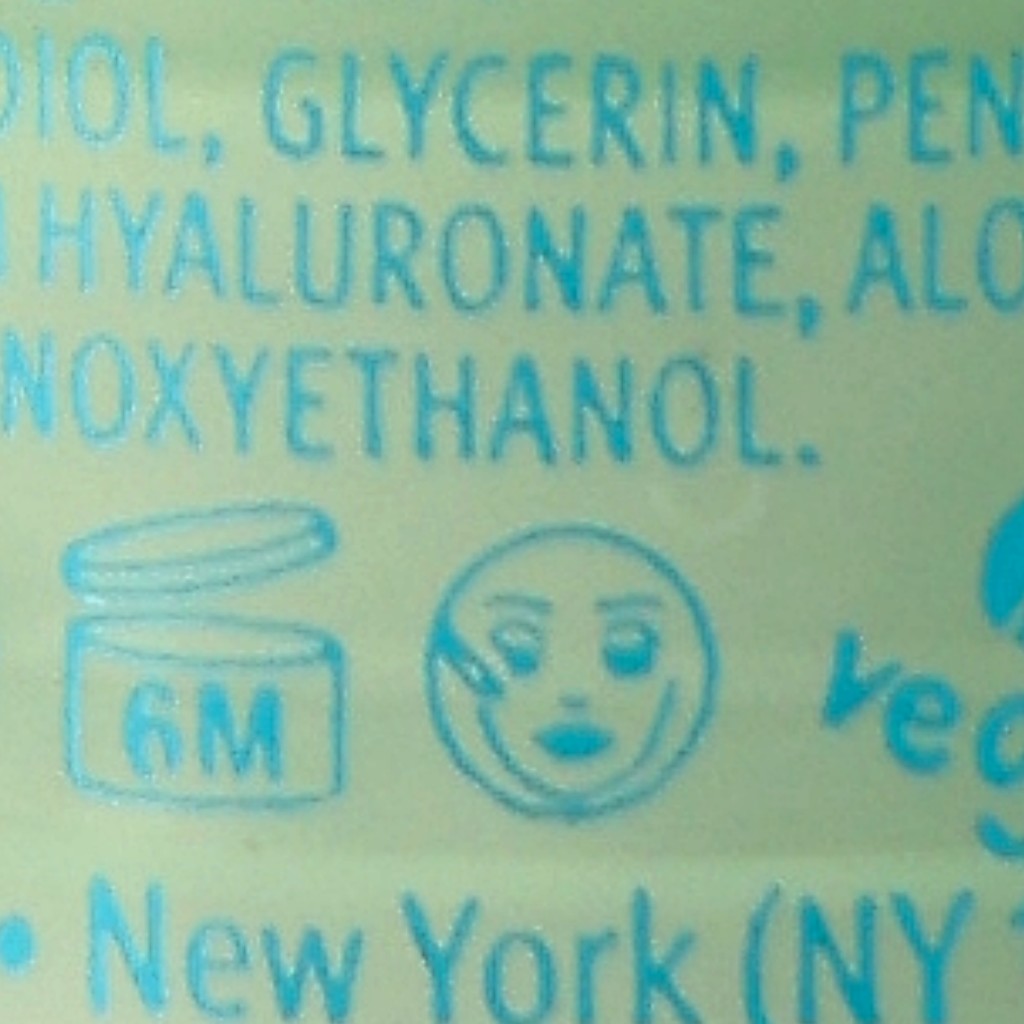 DIOL, GLYCERIN, PEN
HYALURONATE, ALO
NOXYETHANOL.
6M
veg
• New York (NY